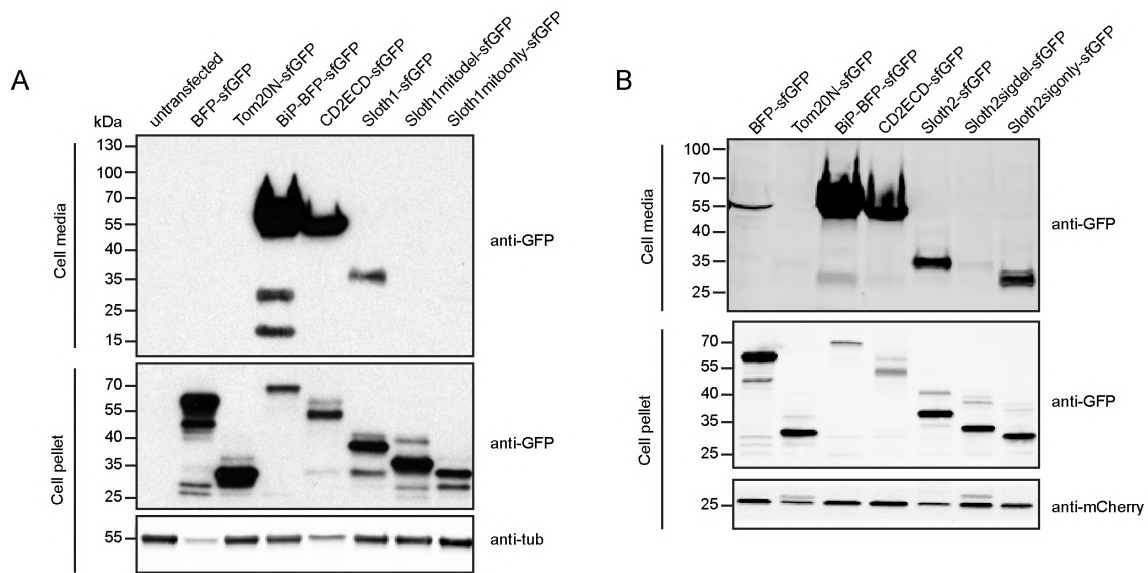 A
untransfected
BFP-sfGFP
Tom20N-sfGFP
BiP-BFP-sfGFP
CD2ECD-sfGFP
Sloth1-sfGFP
Sloth1mitodel-sfGFP
Sloth1mitoonly-sfGFP
kDa
Cell media
130
100
70
55
40
35
25
15
anti-GFP
Cell pellet
70
55
40
35
25
anti-GFP
55
anti-tub
B
BFP-sfGFP
Tom20N-sfGFP
BiP-BFP-sfGFP
CD2ECD-sfGFP
Sloth2-sfGFP
Sloth2sigdel-sfGFP
Sloth2sigonly-sfGFP
Cell media
100
70
55
40
35
25
anti-GFP
Cell pellet
70
55
40
35
25
anti-GFP
25
anti-mCherry